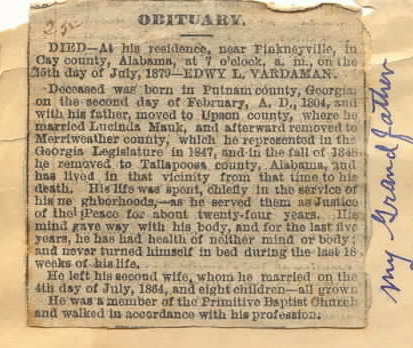 OBITUARY.
DIED—At his residence, near Pinkneyville, in
Cay county, Alabama, at 7 o'clock, a. m., on the
15th day of July, 1879—EDWY L. VARDAMAN.
Deceased was born in Putnam county, Georgia
on the second day of February, A. D., 1804, and
with his father, moved to Upson county, where he
married Lucinda Mauk, and afterward removed to
Merriweather county, which he represented in the
Georgia Legislature in 1847, and in the fall of 1848
he removed to Tallapoosa county, Alabama, and
has lived in that vicinity from that time to his
death. His life was spent, chiefly in the service of
his ne ghborhoods,—as he served them as Justice
of the Peace for about twenty-four years. His
mind gave way with his body, and for the last five
years, he has had health of neither mind or body;
and never turned himself in bed during the last 18
weeks of his life.
He left his second wife, whom he married on the
4th day of July, 1864, and eight children—all grown
He was a member of the Primitive Baptist Church
and walked in accordance with his profession.
my Grandfather